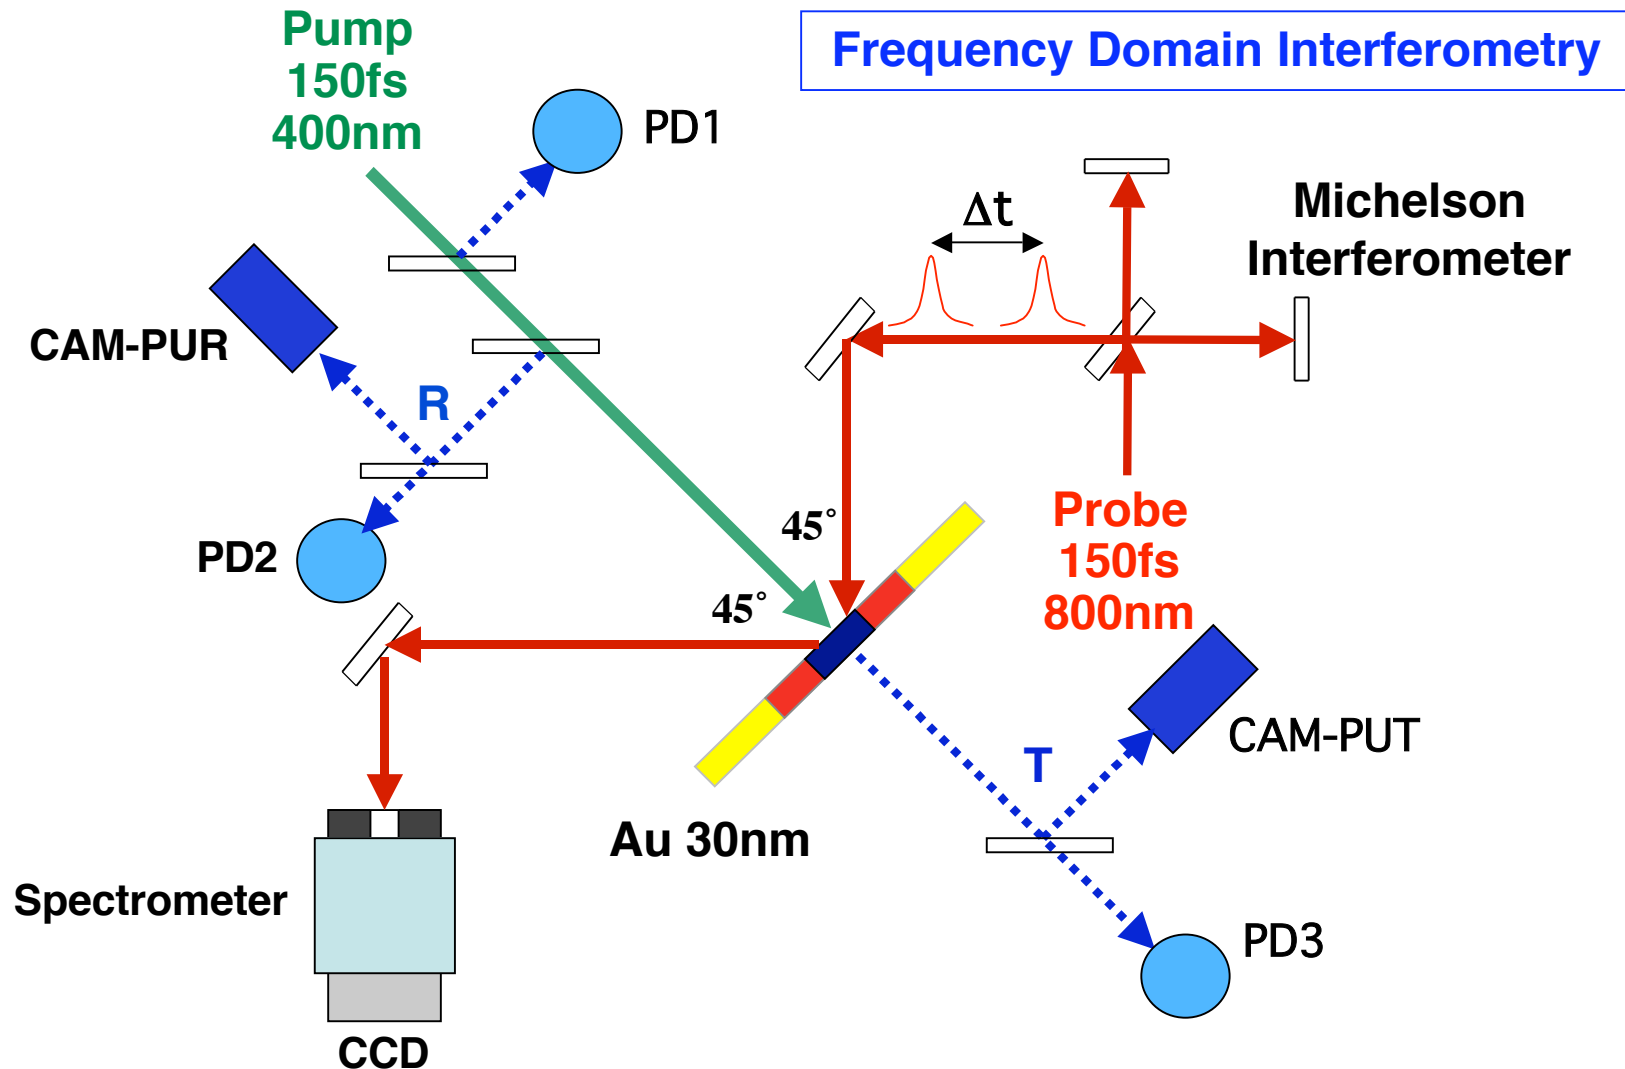 Pump
150fs
400nm
Frequency Domain Interferometry
PD1
Δt
Michelson
Interferometer
CAM-PUR
R
PD2
45°
45°
Probe
150fs
800nm
T
CAM-PUT
Au 30nm
Spectrometer
PD3
CCD